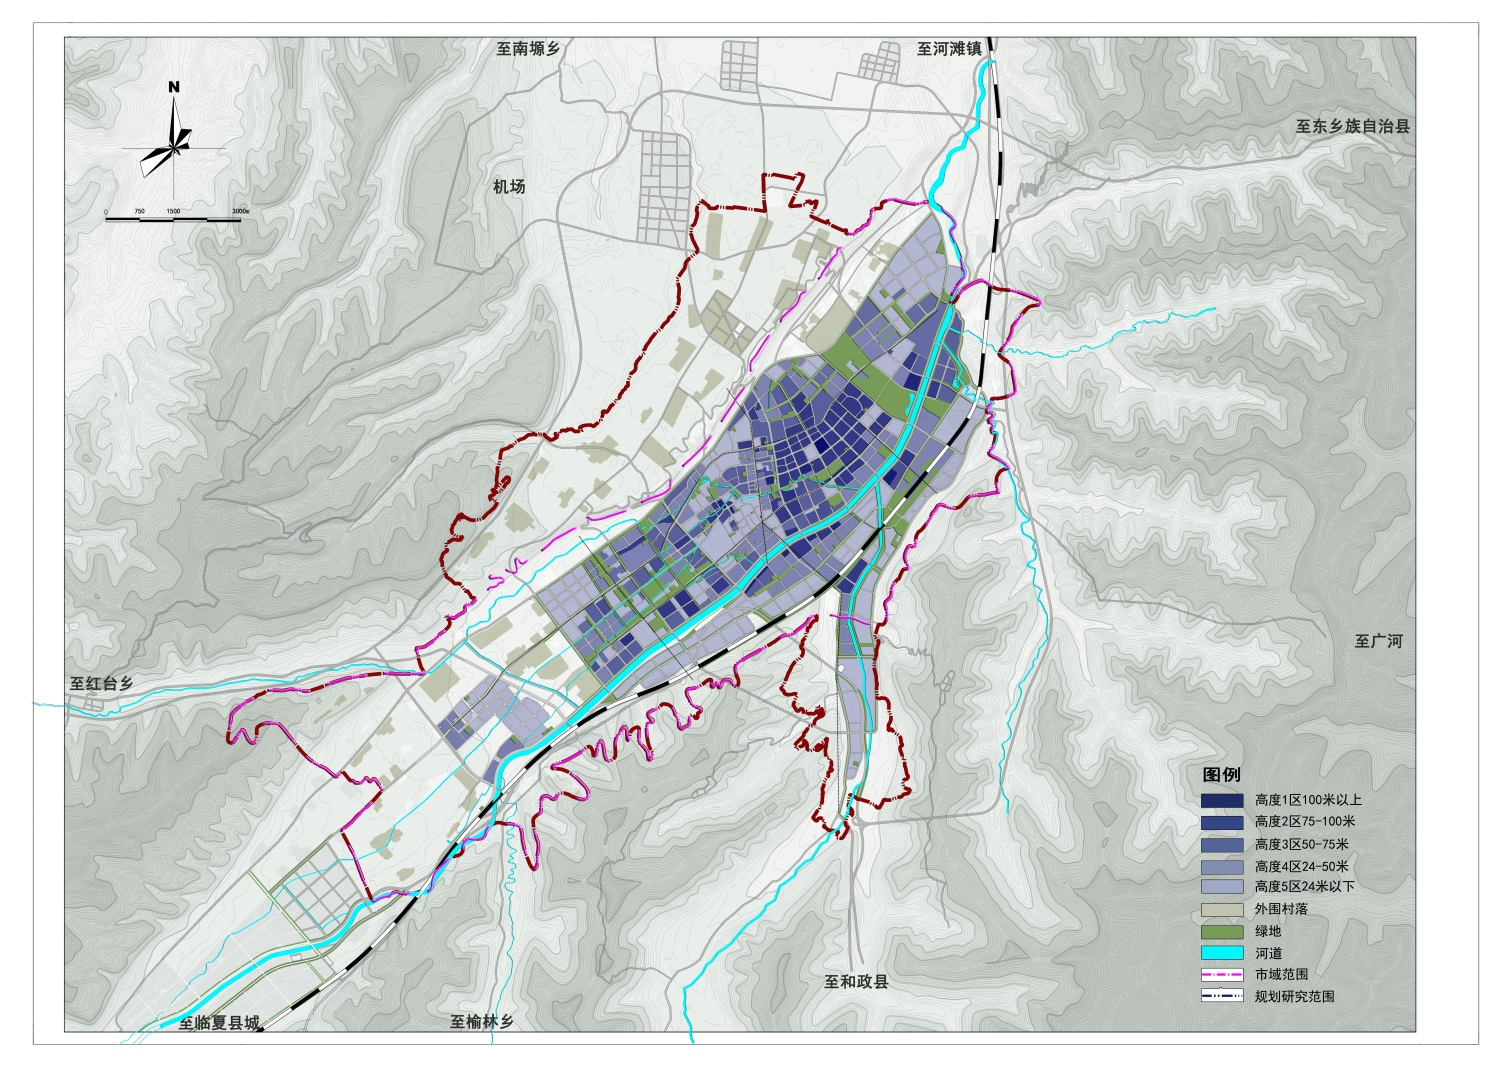 至南塬乡
至河滩镇
N
至东乡族自治县
机场
0 750 1500 3000m
至广河
至红台乡
图例
高度1区100米以上
高度2区75-100米
高度3区50-75米
高度4区24-50米
高度5区24米以下
外围村落
绿地
河道
市域范围
规划研究范围
至和政县
至临夏县城
至榆林乡